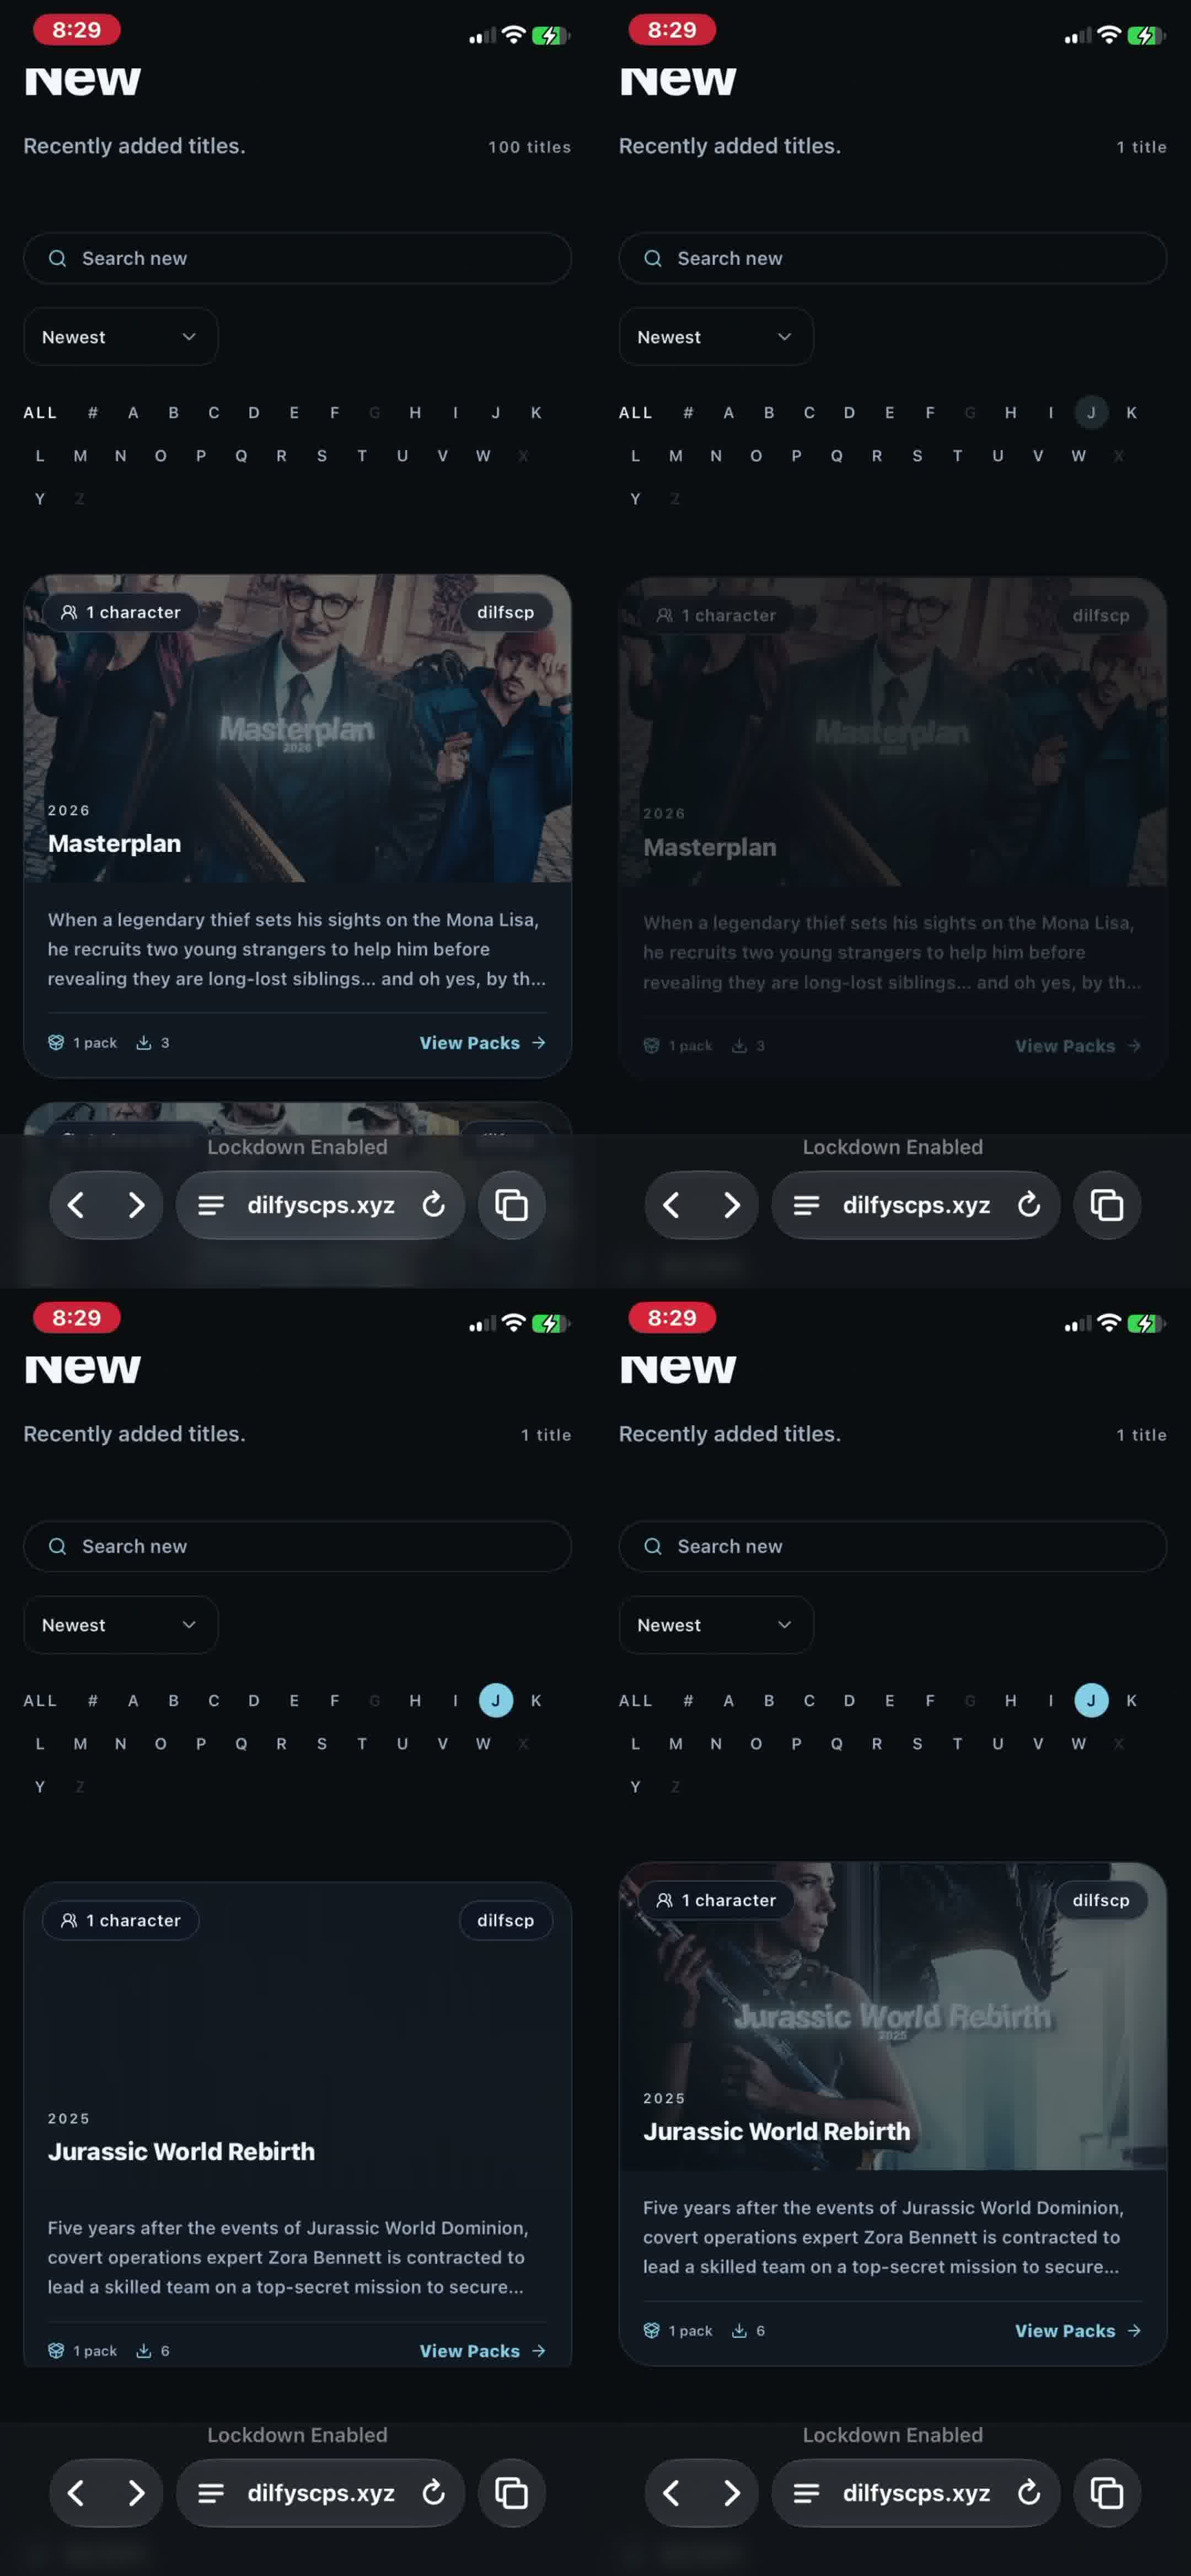 8:29
New
Recently added titles.
100 titles
Search new
Newest
ALL # A B C D E F G H I J K
L M N O P Q R S T U V W X
Y Z
1 character
dilfscp
Masterplan
2026
2026
Masterplan
When a legendary thief sets his sights on the Mona Lisa,
he recruits two young strangers to help him before
revealing they are long-lost siblings... and oh yes, by th...
1 pack
3
View Packs
Lockdown Enabled
dilfyscps.xyz
8:29
New
Recently added titles.
1 title
Search new
Newest
ALL # A B C D E F G H I J K
L M N O P Q R S T U V W X
Y Z
1 character
dilfscp
Masterplan
2026
2026
Masterplan
When a legendary thief sets his sights on the Mona Lisa,
he recruits two young strangers to help him before
revealing they are long-lost siblings... and oh yes, by th...
1 pack
3
View Packs
Lockdown Enabled
dilfyscps.xyz
8:29
New
Recently added titles.
1 title
Search new
Newest
ALL # A B C D E F G H I J K
L M N O P Q R S T U V W X
Y Z
1 character
dilfscp
2025
Jurassic World Rebirth
Five years after the events of Jurassic World Dominion,
covert operations expert Zora Bennett is contracted to
lead a skilled team on a top-secret mission to secure...
1 pack
6
View Packs
Lockdown Enabled
dilfyscps.xyz
8:29
New
Recently added titles.
1 title
Search new
Newest
ALL # A B C D E F G H I J K
L M N O P Q R S T U V W X
Y Z
1 character
dilfscp
Jurassic World Rebirth
2025
2025
Jurassic World Rebirth
Five years after the events of Jurassic World Dominion,
covert operations expert Zora Bennett is contracted to
lead a skilled team on a top-secret mission to secure...
1 pack
6
View Packs
Lockdown Enabled
dilfyscps.xyz